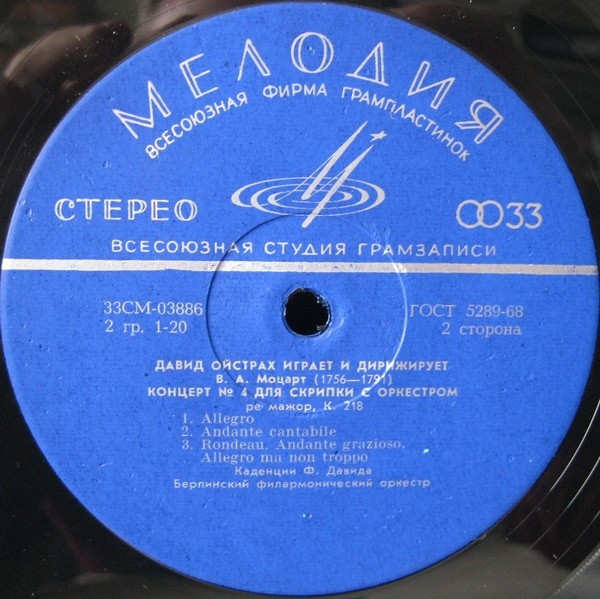 МЕЛОДИЯ
ВСЕСОЮЗНАЯ ФИРМА ГРАМПЛАСТИНОК
СТЕРЕО 33
ВСЕСОЮЗНАЯ СТУДИЯ ГРАМЗАПИСИ
33СМ-03886 ГОСТ 5289-68
2 гр. 1-20 2 сторона
ДАВИД ОЙСТРАХ ИГРАЕТ И ДИРИЖИРУЕТ
В. А. Моцарт (1756—1791)
КОНЦЕРТ № 4 ДЛЯ СКРИПКИ С ОРКЕСТРОМ
ре мажор, К. 218
1. Allegro
2. Andante cantabile
3. Rondeau. Andante grazioso.
Allegro ma non troppo
Каденции Ф. Давида
Берлинский филармонический оркестр